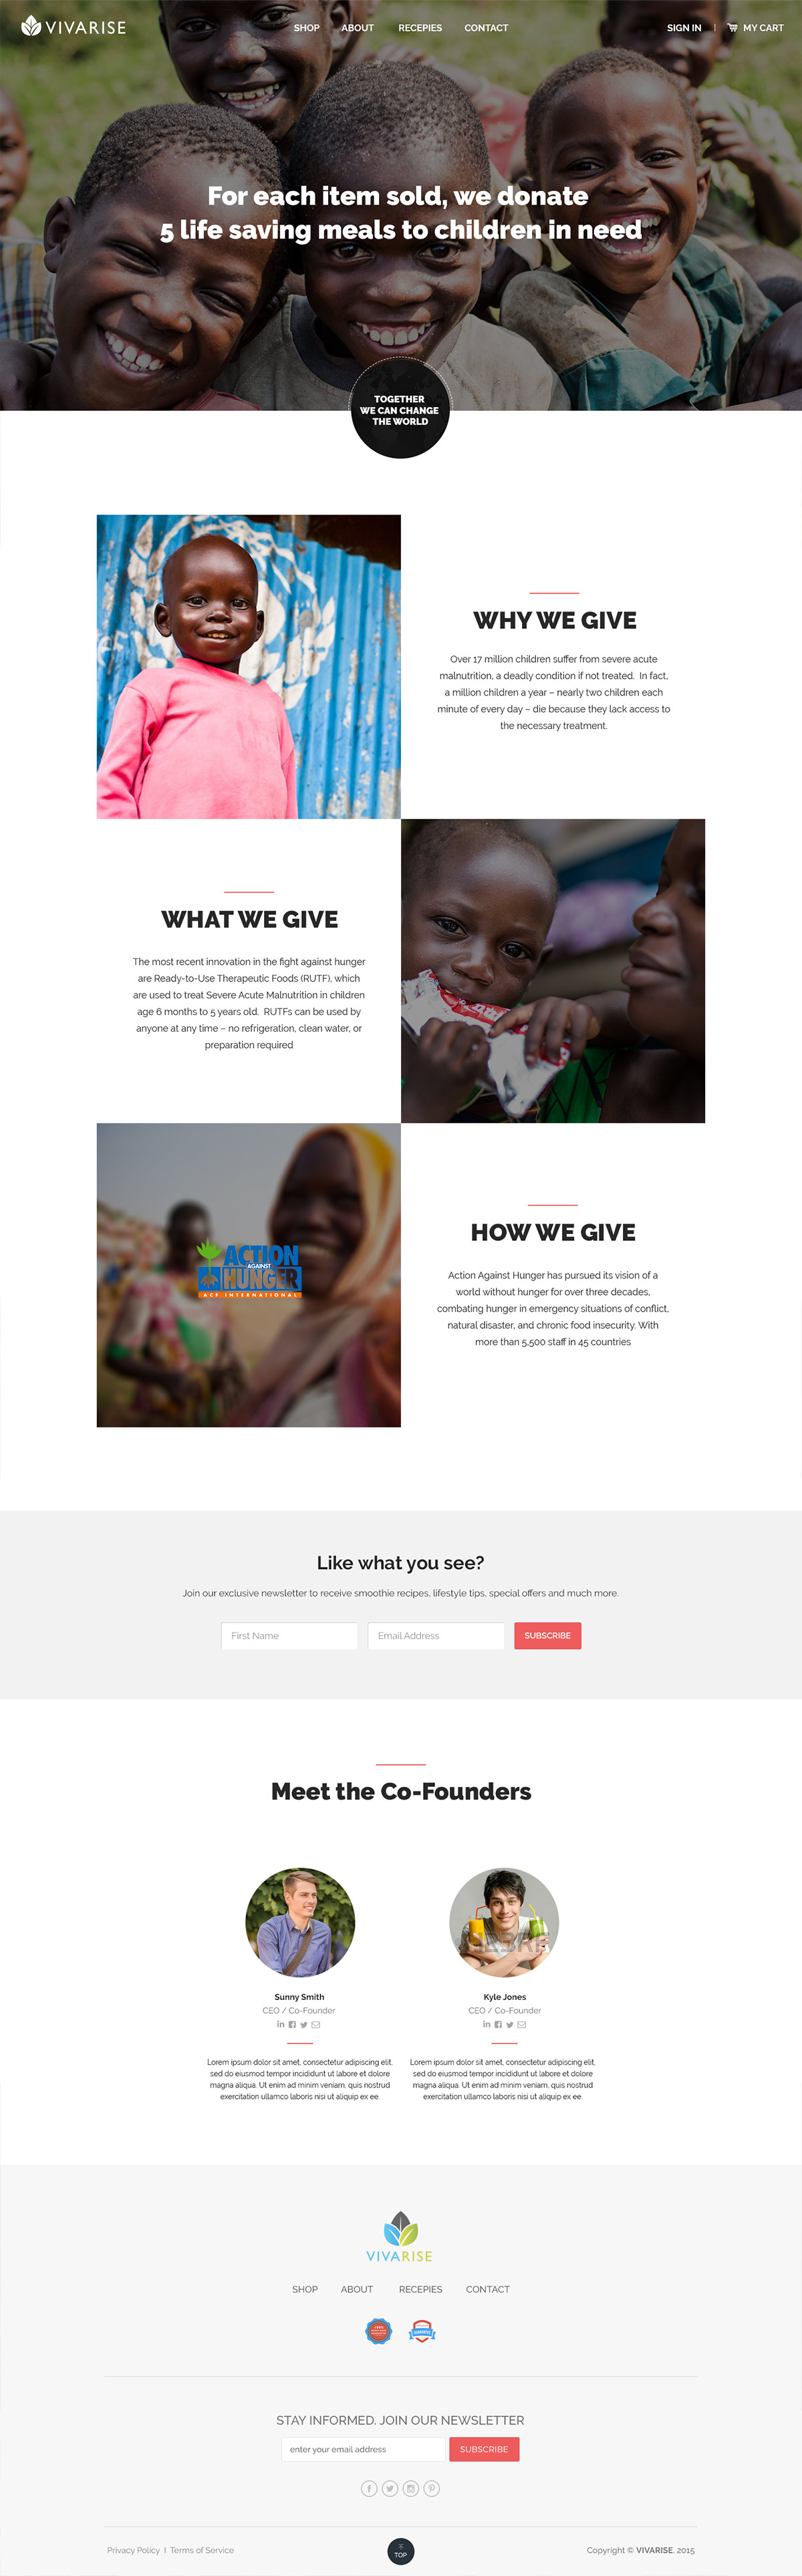 VIVARISE
SHOP ABOUT RECEPIES CONTACT
SIGN IN | MY CART
For each item sold, we donate
5 life saving meals to children in need
TOGETHER
WE CAN CHANGE
THE WORLD
WHY WE GIVE
Over 17 million children suffer from severe acute
malnutrition, a deadly condition if not treated. In fact,
a million children a year – nearly two children each
minute of every day – die because they lack access to
the necessary treatment.
WHAT WE GIVE
The most recent innovation in the fight against hunger
are Ready-to-Use Therapeutic Foods (RUTF), which
are used to treat Severe Acute Malnutrition in children
age 6 months to 5 years old. RUTFs can be used by
anyone at any time – no refrigeration, clean water, or
preparation required
ACTION
AGAINST
HUNGER
ACF INTERNATIONAL
HOW WE GIVE
Action Against Hunger has pursued its vision of a
world without hunger for over three decades,
combating hunger in emergency situations of conflict,
natural disaster, and chronic food insecurity. With
more than 5,500 staff in 45 countries
Like what you see?
Join our exclusive newsletter to receive smoothie recipes, lifestyle tips, special offers and much more.
First Name Email Address SUBSCRIBE
Meet the Co-Founders
Sunny Smith
CEO / Co-Founder
Lorem ipsum dolor sit amet, consectetur adipiscing elit,
sed do eiusmod tempor incididunt ut labore et dolore
magna aliqua. Ut enim ad minim veniam, quis nostrud
exercitation ullamco laboris nisi ut aliquip ex ee.
Kyle Jones
CEO / Co-Founder
Lorem ipsum dolor sit amet, consectetur adipiscing elit,
sed do eiusmod tempor incididunt ut labore et dolore
magna aliqua. Ut enim ad minim veniam, quis nostrud
exercitation ullamco laboris nisi ut aliquip ex ee.
VIVARISE
SHOP ABOUT RECEPIES CONTACT
STAY INFORMED. JOIN OUR NEWSLETTER
enter your email address SUBSCRIBE
Privacy Policy I Terms of Service
TOP
Copyright © VIVARISE. 2015